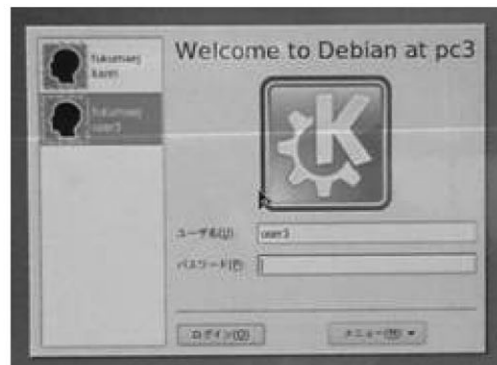 Welcome to Debian at pc3
user3
K
ユーザ名(U):
user3
パスワード(P):
ログイン(O)
メニュー(M)